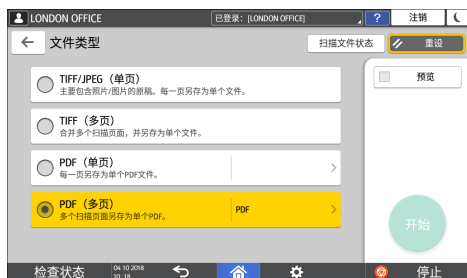 LONDON OFFICE
已登录: [LONDON OFFICE]
?
注销
文件类型
扫描文件状态
重设
预览
TIFF/JPEG（单页）
主要包含照片/图片的原稿。每一页另存为单个文件。
TIFF（多页）
合并多个扫描页面，并另存为单个文件。
PDF（单页）
每一页另存为单个PDF文件。
PDF（多页）
多个扫描页面另存为单个PDF。
PDF
开始
检查状态
04 10 2018
10:18
停止